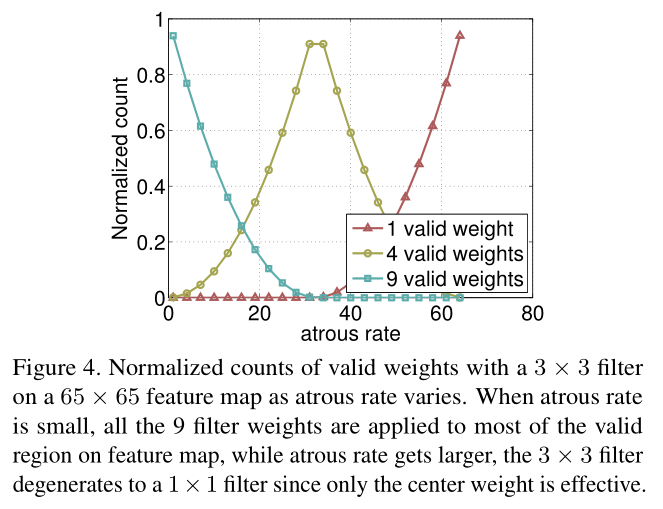 1
0.8
0.6
0.4
0.2
0
Normalized count
1 valid weight
4 valid weights
9 valid weights
0 20 40 60 80
atrous rate
Figure 4. Normalized counts of valid weights with a 3 × 3 filter
on a 65 × 65 feature map as atrous rate varies. When atrous rate
is small, all the 9 filter weights are applied to most of the valid
region on feature map, while atrous rate gets larger, the 3 × 3 filter
degenerates to a 1 × 1 filter since only the center weight is effective.